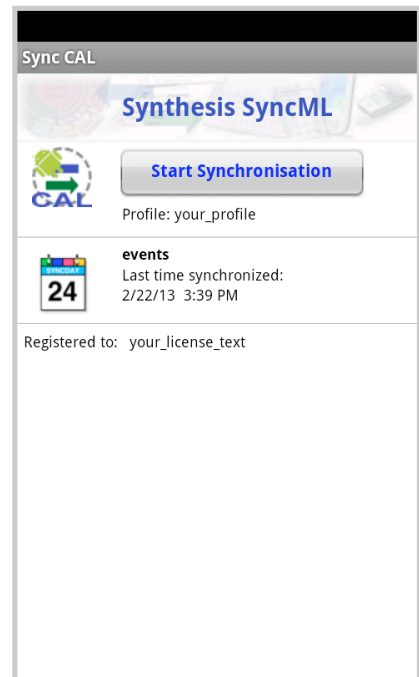 Sync CAL
Synthesis SyncML
CAL
Start Synchronisation
Profile: your_profile
events
SYNCDAY
24
Last time synchronized:
2/22/13 3:39 PM
Registered to: your_license_text